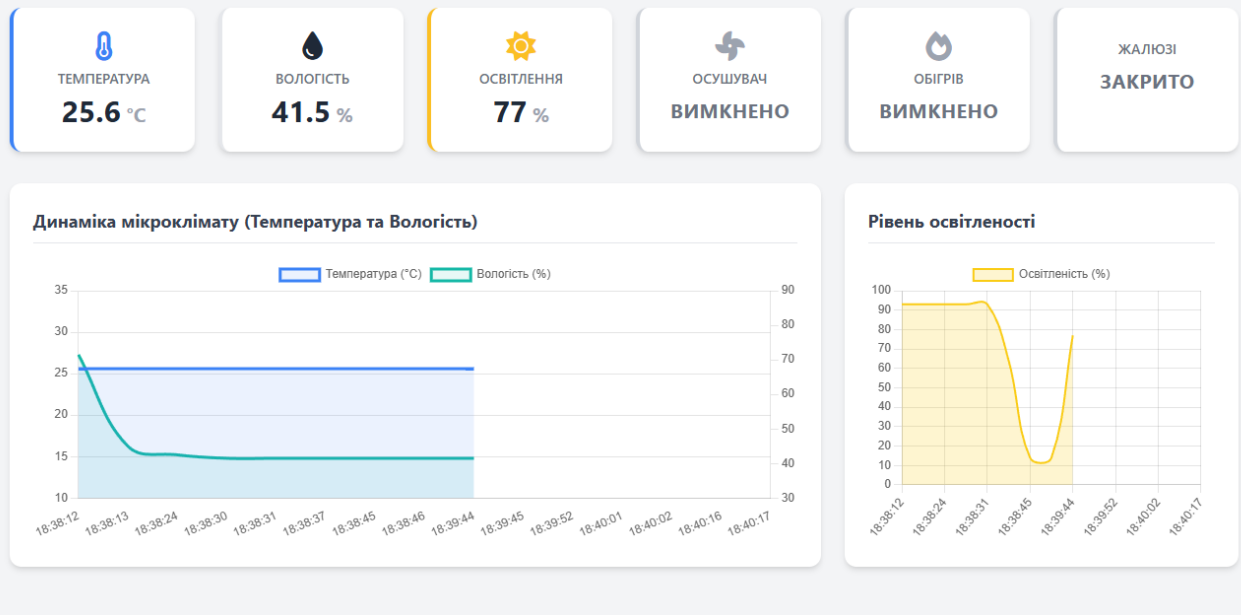 ТЕМПЕРАТУРА
25.6 °C
ВОЛОГІСТЬ
41.5 %
ОСВІТЛЕННЯ
77 %
ОСУШУВАЧ
ВИМКНЕНО
ОБІГРІВ
ВИМКНЕНО
ЖАЛЮЗІ
ЗАКРИТО
Динаміка мікроклімату (Температура та Вологість)
Температура (°C) Вологість (%)
35
30
25
20
15
10
90
80
70
60
50
40
30
18:38:12 18:38:13 18:38:24 18:38:30 18:38:31 18:38:37 18:38:45 18:38:46 18:39:44 18:39:45 18:39:52 18:40:01 18:40:02 18:40:16 18:40:17
Рівень освітленості
Освітленість (%)
100
90
80
70
60
50
40
30
20
10
0
18:38:12 18:38:24 18:38:31 18:38:45 18:39:44 18:39:52 18:40:02 18:40:17